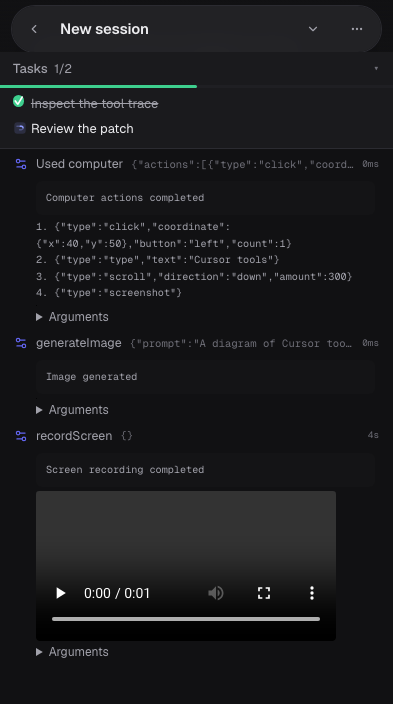 New session
Tasks 1/2
Inspect the tool trace
Review the patch
Used computer {"actions":[{"type":"click","coord… 0ms
Computer actions completed
1. {"type":"click","coordinate":
{"x":40,"y":50},"button":"left","count":1}
2. {"type":"type","text":"Cursor tools"}
3. {"type":"scroll","direction":"down","amount":300}
4. {"type":"screenshot"}
Arguments
generateImage {"prompt":"A diagram of Cursor too… 0ms
Image generated
Arguments
recordScreen {} 4s
Screen recording completed
0:00 / 0:01
Arguments